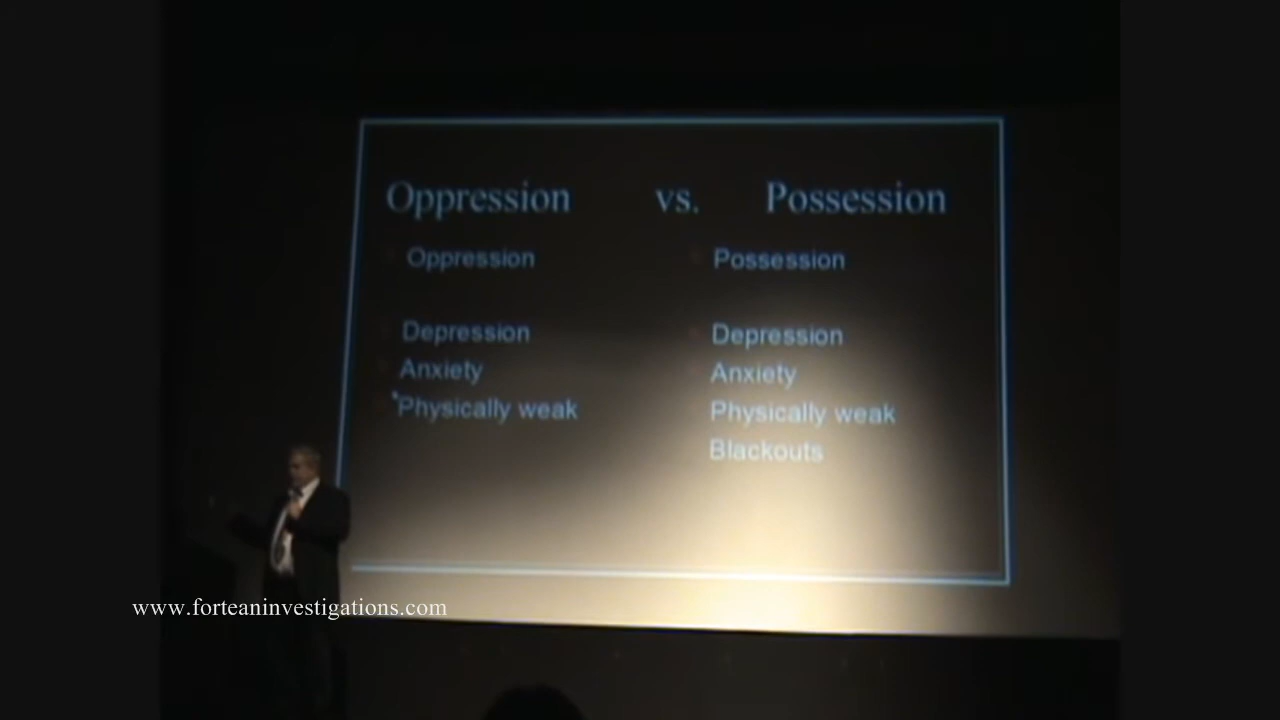 Oppression vs. Possession
Oppression
Depression
Anxiety
*Physically weak
Possession
Depression
Anxiety
Physically weak
Blackouts
www.forteaninvestigations.com